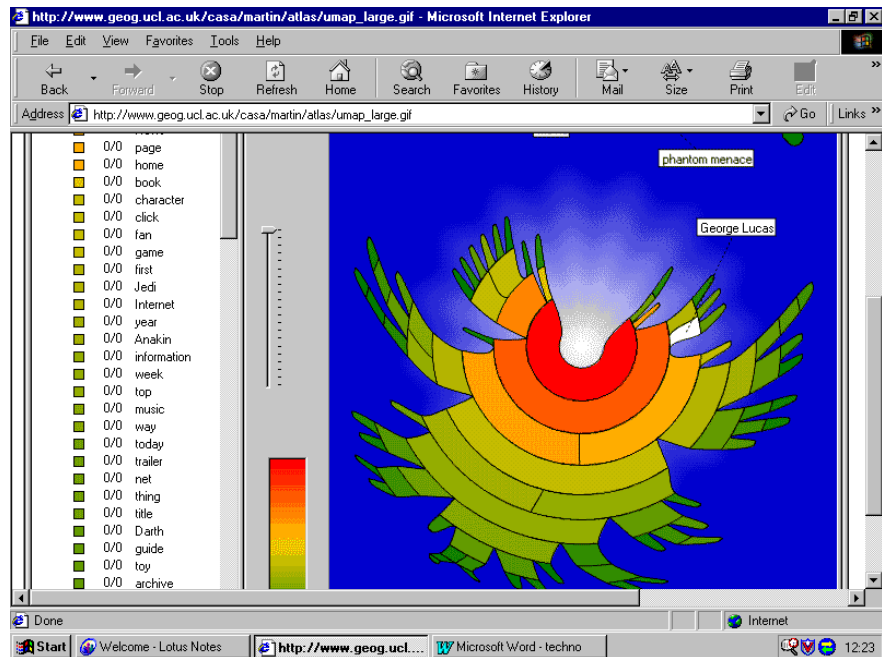 http://www.geog.ucl.ac.uk/casa/martin/atlas/umap_large.gif - Microsoft Internet Explorer
File Edit View Favorites Tools Help
Back Forward Stop Refresh Home Search Favorites History Mail Size Print Edit
Address http://www.geog.ucl.ac.uk/casa/martin/atlas/umap_large.gif Go Links
0/0 page
0/0 home
0/0 book
0/0 character
0/0 click
0/0 fan
0/0 game
0/0 first
0/0 Jedi
0/0 Internet
0/0 year
0/0 Anakin
0/0 information
0/0 week
0/0 top
0/0 music
0/0 way
0/0 today
0/0 trailer
0/0 net
0/0 thing
0/0 title
0/0 Darth
0/0 guide
0/0 toy
0/0 archive
phantom menace
George Lucas
Done Internet
Start Welcome - Lotus Notes http://www.geog.ucl.... Microsoft Word - techno 12:23